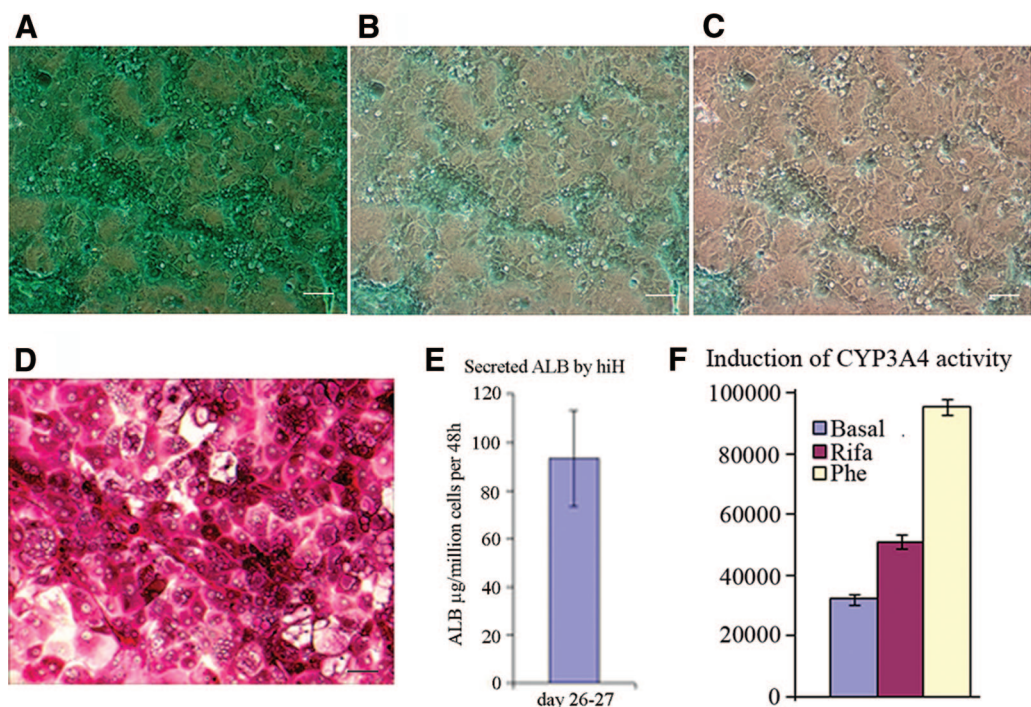 A
B
C
D
E
Secreted ALB by hiH
ALB µg/million cells per 48h
120
100
80
60
40
20
0
day 26-27
F
Induction of CYP3A4 activity
Basal
Rifa
Phe
100000
80000
60000
40000
20000
0